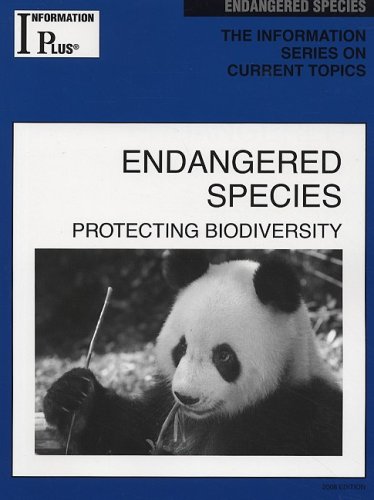 INFORMATION
PLUS®
ENDANGERED SPECIES
THE INFORMATION
SERIES ON
CURRENT TOPICS
ENDANGERED
SPECIES
PROTECTING BIODIVERSITY
2008 EDITION